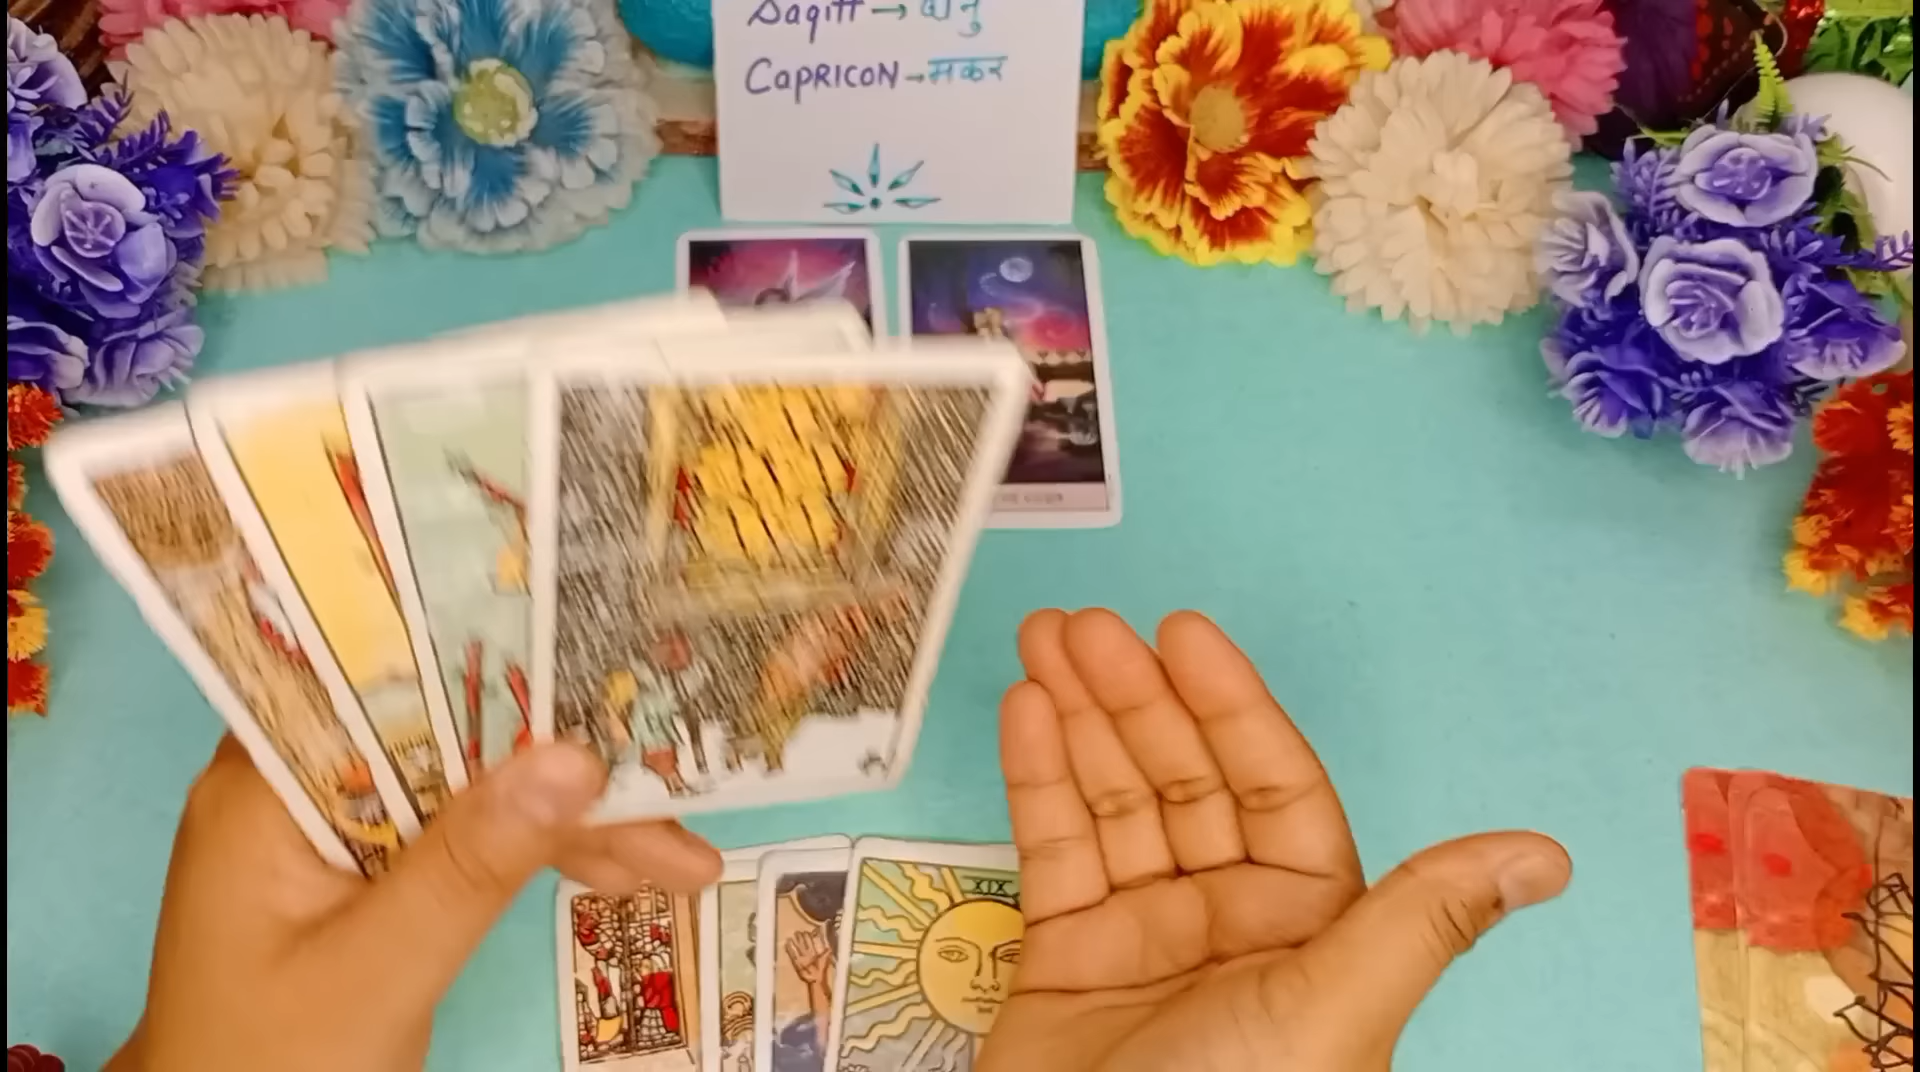 Sagitt → धनु
CAPRICON → मकर
XIX